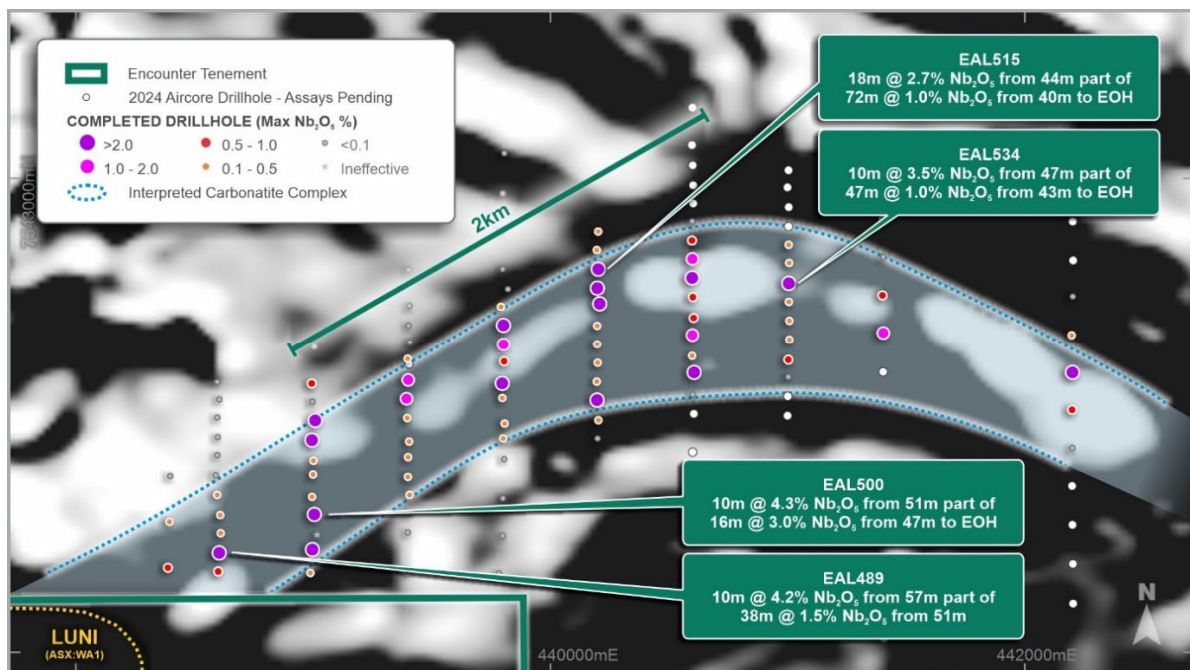 Encounter Tenement
2024 Aircore Drillhole - Assays Pending
COMPLETED DRILLHOLE (Max Nb₂O₅ %)
>2.0
0.5 - 1.0
<0.1
1.0 - 2.0
0.1 - 0.5
Ineffective
Interpreted Carbonatite Complex
7543000mN
2km
EAL515
18m @ 2.7% Nb₂O₅ from 44m part of
72m @ 1.0% Nb₂O₅ from 40m to EOH
EAL534
10m @ 3.5% Nb₂O₅ from 47m part of
47m @ 1.0% Nb₂O₅ from 43m to EOH
EAL500
10m @ 4.3% Nb₂O₅ from 51m part of
16m @ 3.0% Nb₂O₅ from 47m to EOH
EAL489
10m @ 4.2% Nb₂O₅ from 57m part of
38m @ 1.5% Nb₂O₅ from 51m
N
LUNI
(ASX:WA1)
440000mE
442000mE